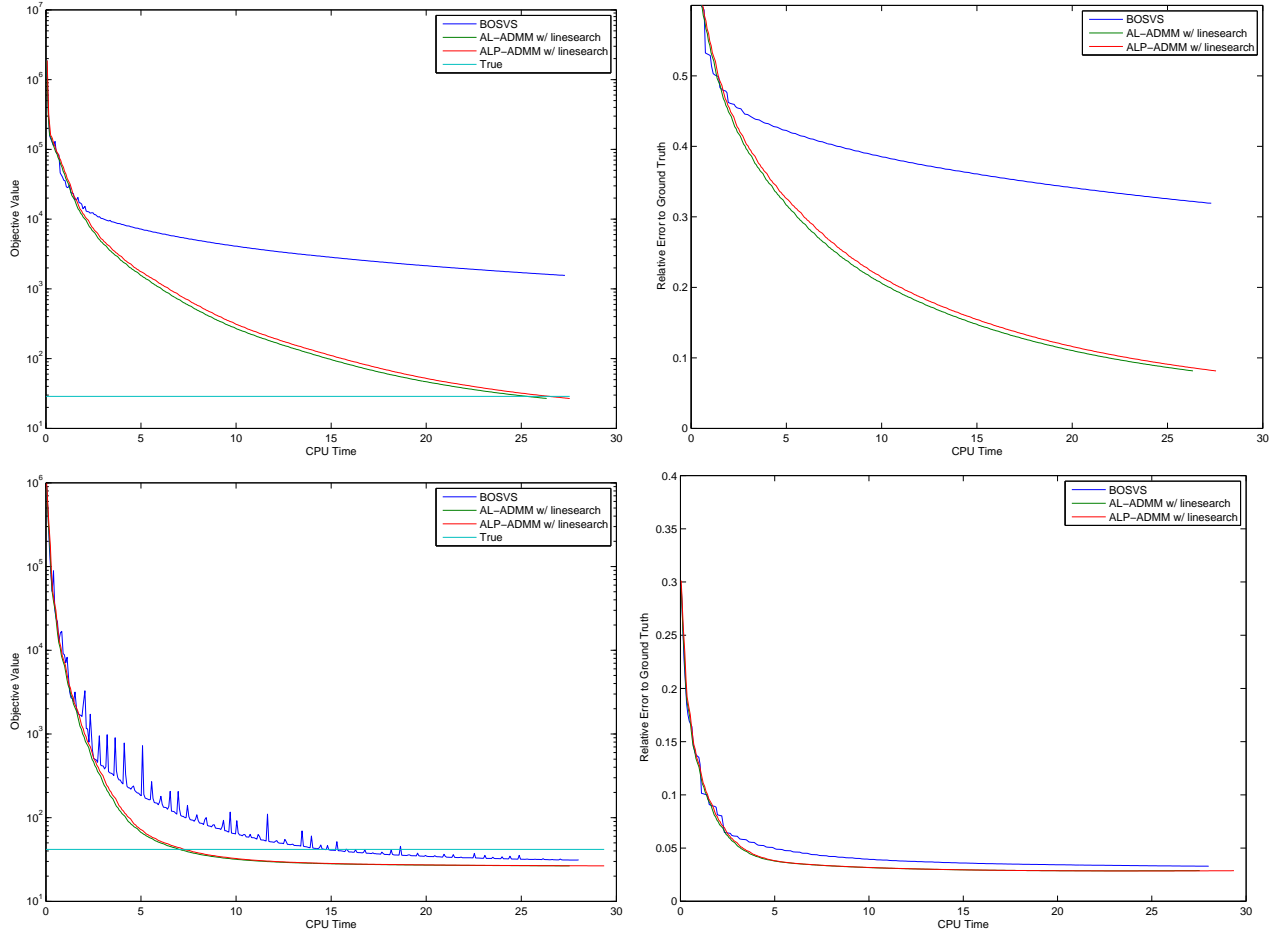 10^7
10^6
10^5
10^4
10^3
10^2
10^1
Objective Value
0 5 10 15 20 25 30
CPU Time
BOSVS
AL−ADMM w/ linesearch
ALP−ADMM w/ linesearch
True
0.5
0.4
0.3
0.2
0.1
0
Relative Error to Ground Truth
0 5 10 15 20 25 30
CPU Time
BOSVS
AL−ADMM w/ linesearch
ALP−ADMM w/ linesearch
10^6
10^5
10^4
10^3
10^2
10^1
Objective Value
0 5 10 15 20 25 30
CPU Time
BOSVS
AL−ADMM w/ linesearch
ALP−ADMM w/ linesearch
True
0.4
0.35
0.3
0.25
0.2
0.15
0.1
0.05
0
Relative Error to Ground Truth
0 5 10 15 20 25 30
CPU Time
BOSVS
AL−ADMM w/ linesearch
ALP−ADMM w/ linesearch